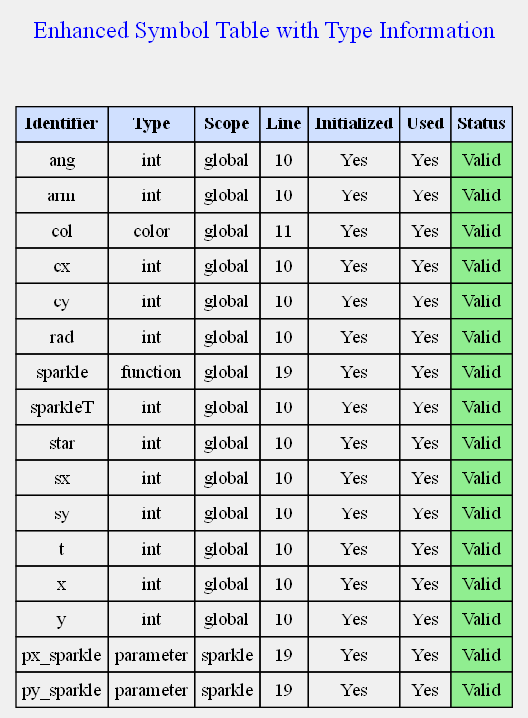 Enhanced Symbol Table with Type Information
Identifier Type Scope Line Initialized Used Status
ang int global 10 Yes Yes Valid
arm int global 10 Yes Yes Valid
col color global 11 Yes Yes Valid
cx int global 10 Yes Yes Valid
cy int global 10 Yes Yes Valid
rad int global 10 Yes Yes Valid
sparkle function global 19 Yes Yes Valid
sparkleT int global 10 Yes Yes Valid
star int global 10 Yes Yes Valid
sx int global 10 Yes Yes Valid
sy int global 10 Yes Yes Valid
t int global 10 Yes Yes Valid
x int global 10 Yes Yes Valid
y int global 10 Yes Yes Valid
px_sparkle parameter sparkle 19 Yes Yes Valid
py_sparkle parameter sparkle 19 Yes Yes Valid